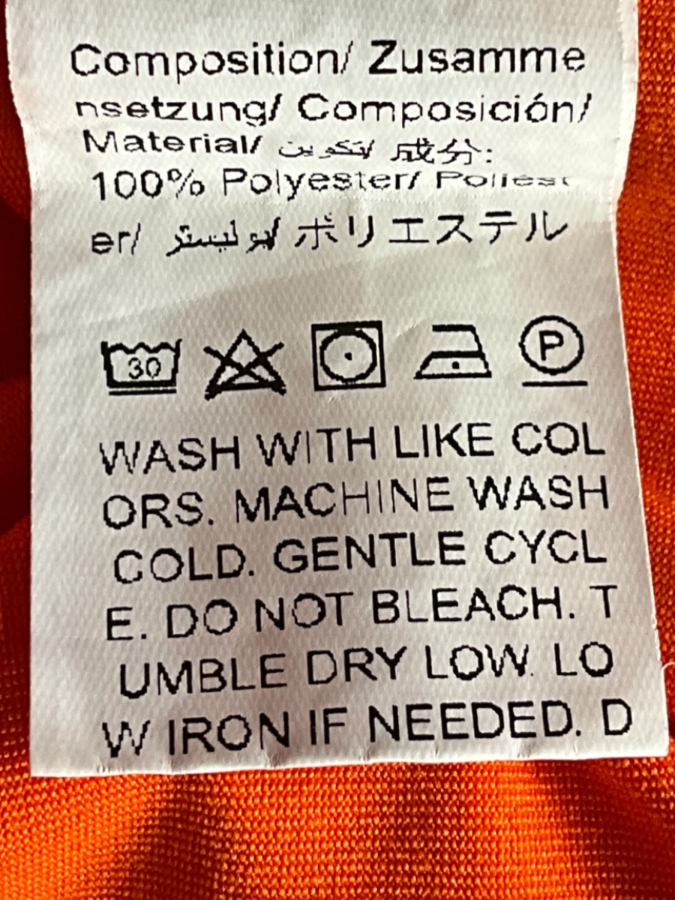 Composition/ Zusamme
nsetzung/ Composición/
Material/ تكوين/ 成分:
100% Polyester/ Poliest
er/ بوليستر/ ポリエステル
30 P
WASH WITH LIKE COL
ORS. MACHINE WASH
COLD. GENTLE CYCL
E. DO NOT BLEACH. T
UMBLE DRY LOW. LO
W IRON IF NEEDED. D